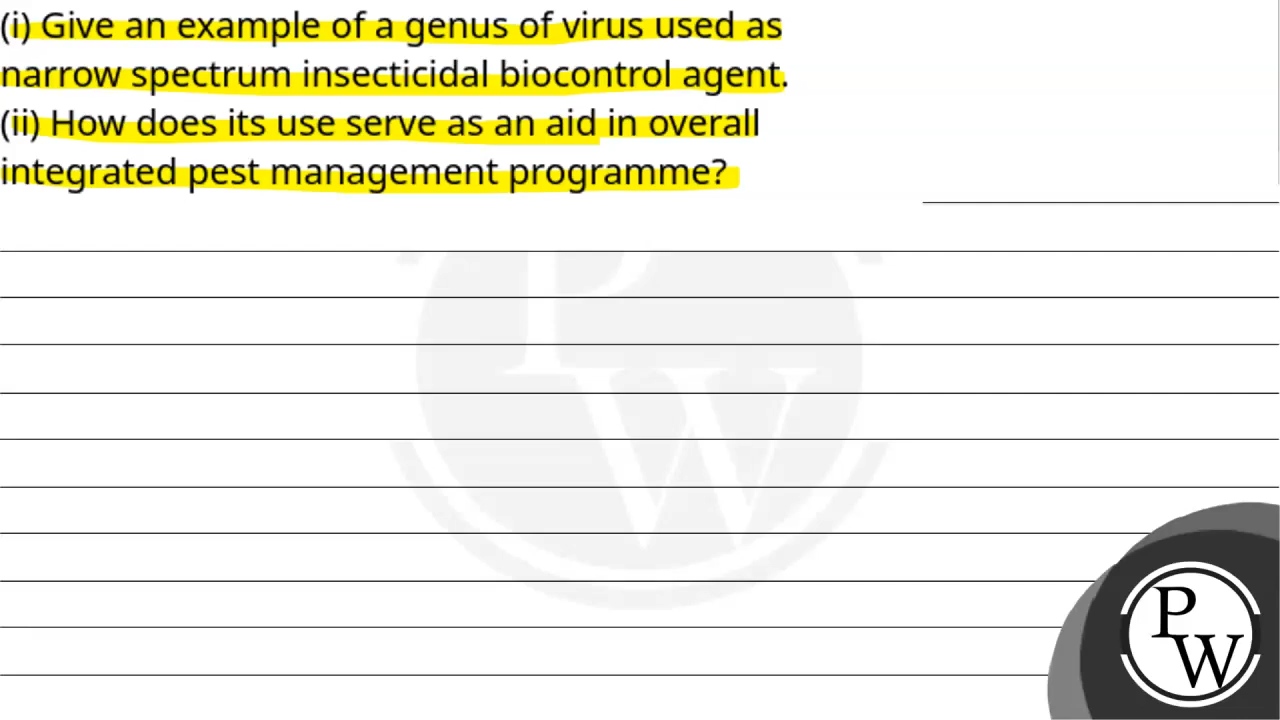 (i) Give an example of a genus of virus used as
narrow spectrum insecticidal biocontrol agent.
(ii) How does its use serve as an aid in overall
integrated pest management programme?
P
W
P
W